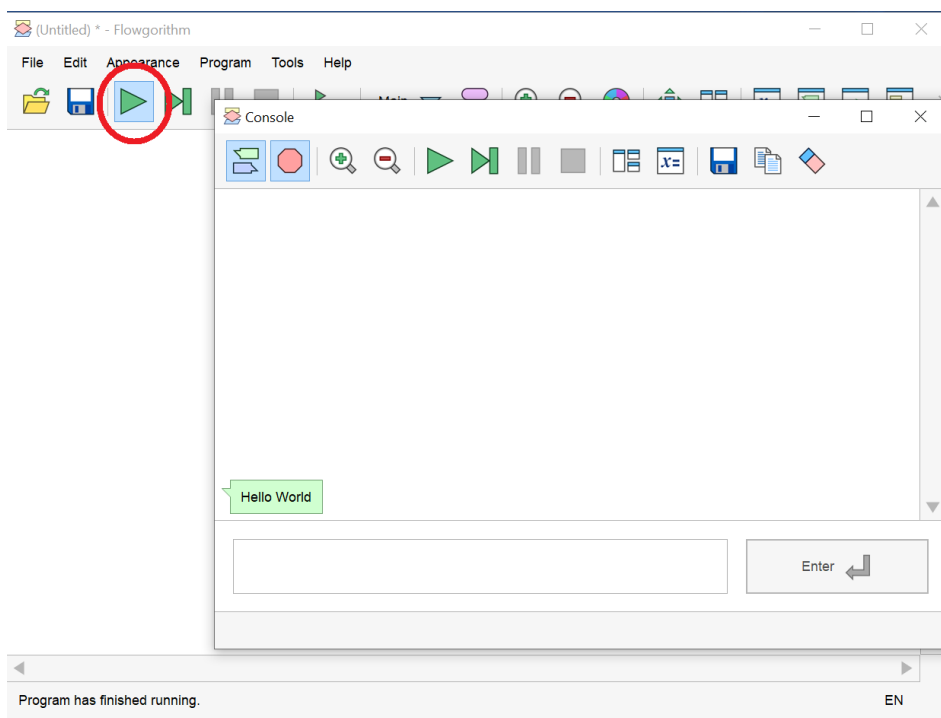 (Untitled) * - Flowgorithm
File Edit Appearance Program Tools Help
Console
x=
Hello World
Enter
Program has finished running.
EN